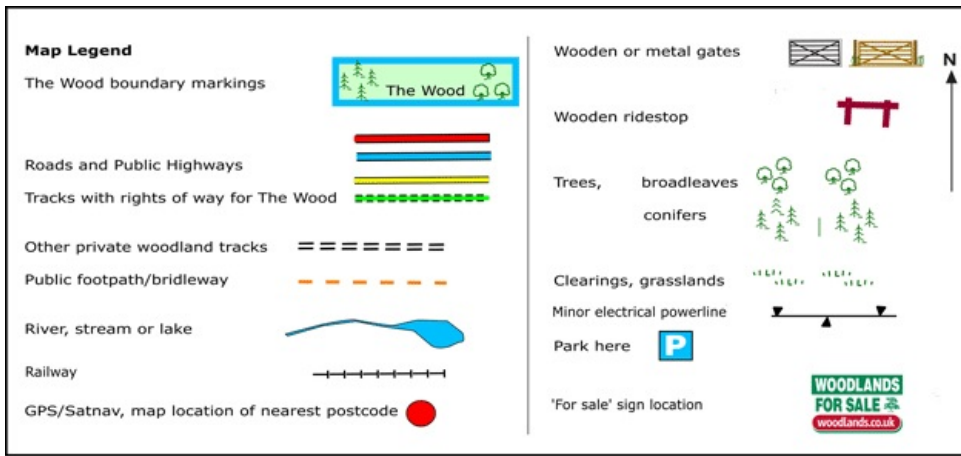 Map Legend
The Wood boundary markings
The Wood
Roads and Public Highways
Tracks with rights of way for The Wood
Other private woodland tracks
Public footpath/bridleway
River, stream or lake
Railway
GPS/Satnav, map location of nearest postcode
Wooden or metal gates
N
Wooden ridestop
Trees, broadleaves
conifers
Clearings, grasslands
Minor electrical powerline
Park here P
'For sale' sign location
WOODLANDS
FOR SALE
woodlands.co.uk